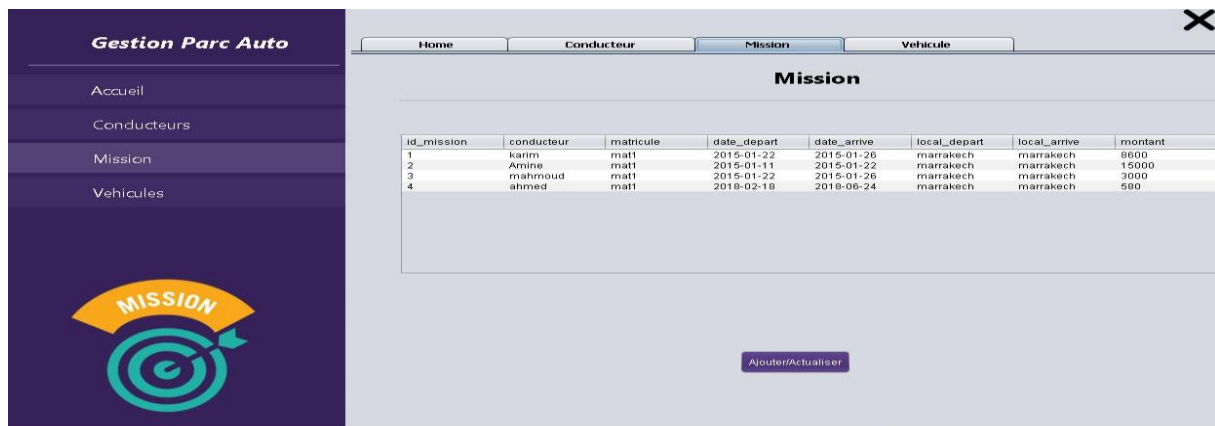 Gestion Parc Auto
Accueil
Conducteurs
Mission
Vehicules
MISSION
Home Conducteur Mission Vehicule
Mission
id_mission conducteur matricule date_depart date_arrive local_depart local_arrive montant
1 karim mat1 2015-01-22 2015-01-26 marrakech marrakech 8600
2 Amine mat1 2015-01-11 2015-01-22 marrakech marrakech 15000
3 mahmoud mat1 2015-01-22 2015-01-26 marrakech marrakech 3000
4 ahmed mat1 2018-02-18 2018-06-24 marrakech marrakech 580
Ajouter/Actualiser